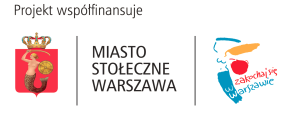 Projekt współfinansuje
MIASTO
STOŁECZNE
WARSZAWA
zakochaj się
w Warszawie